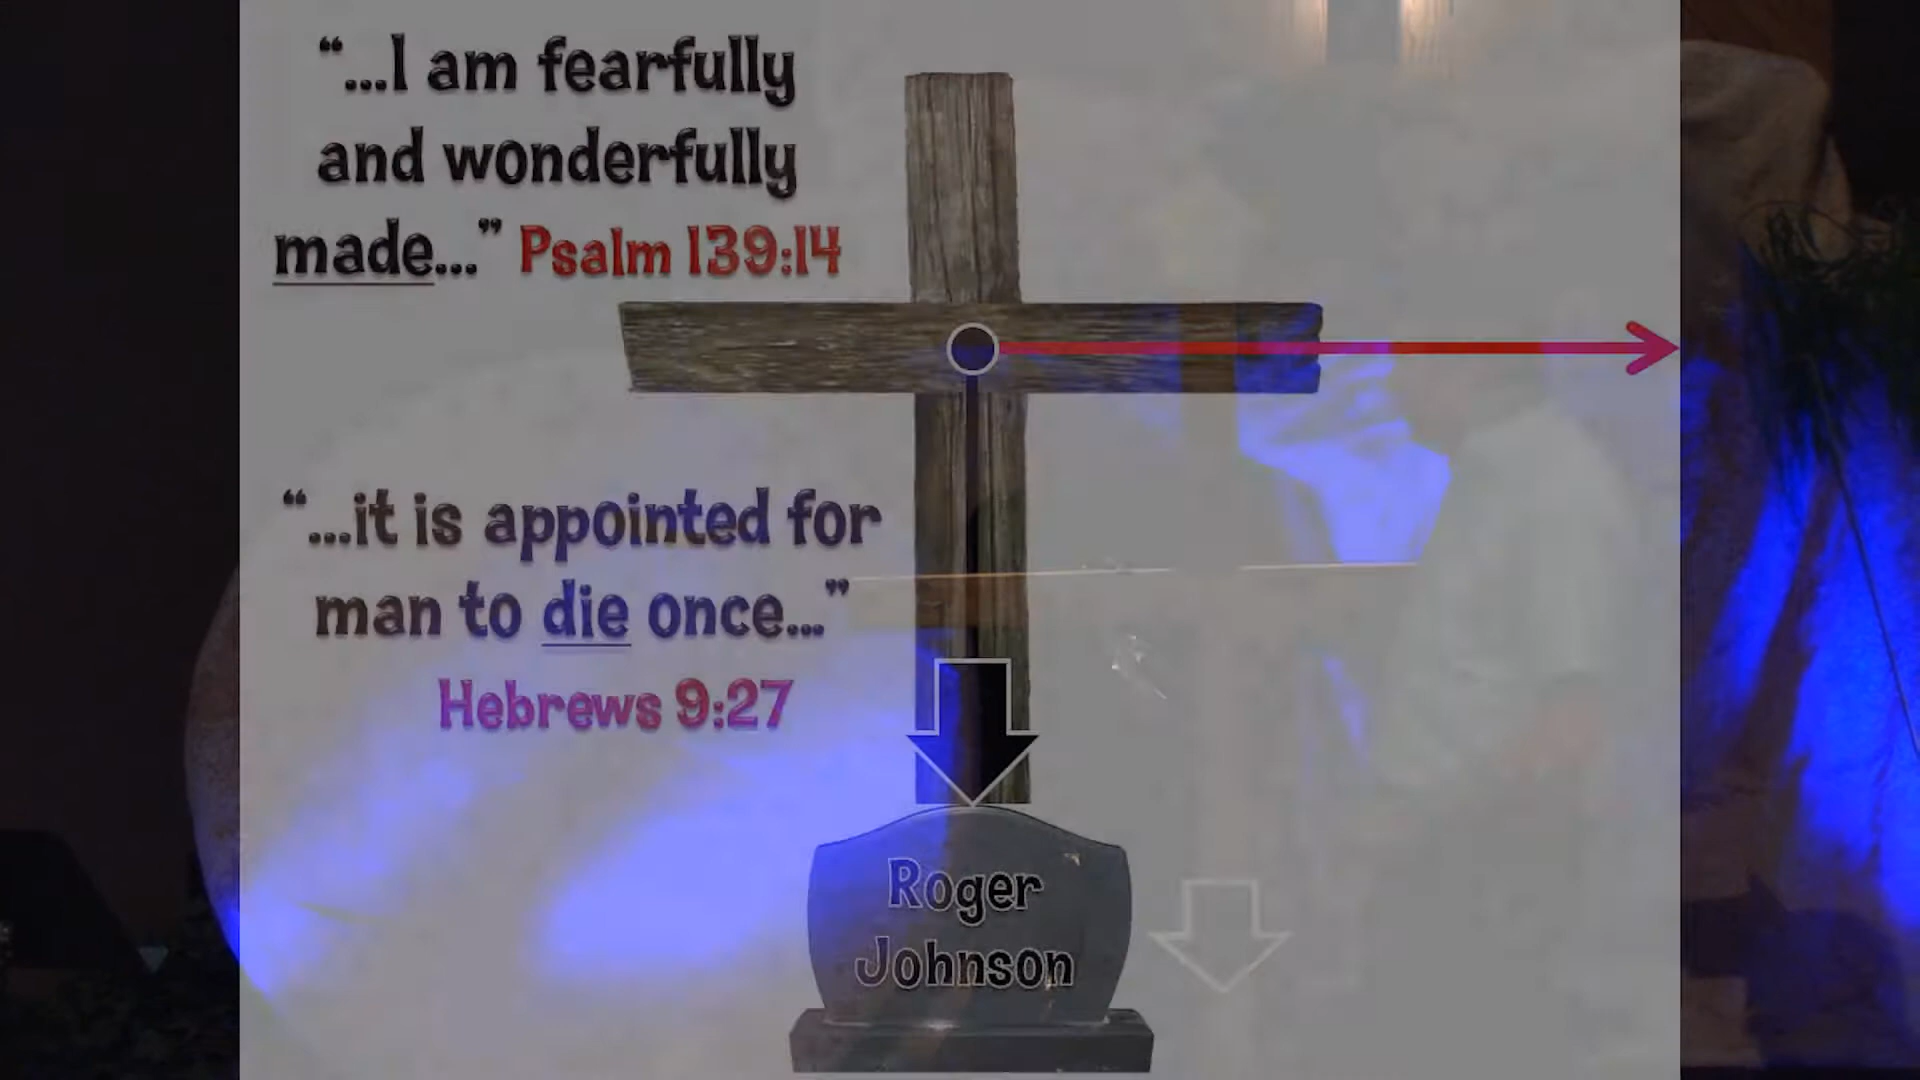 “...I am fearfully
and wonderfully
made...” Psalm 139:14
“...it is appointed for
man to die once...”
Hebrews 9:27
Roger
Johnson